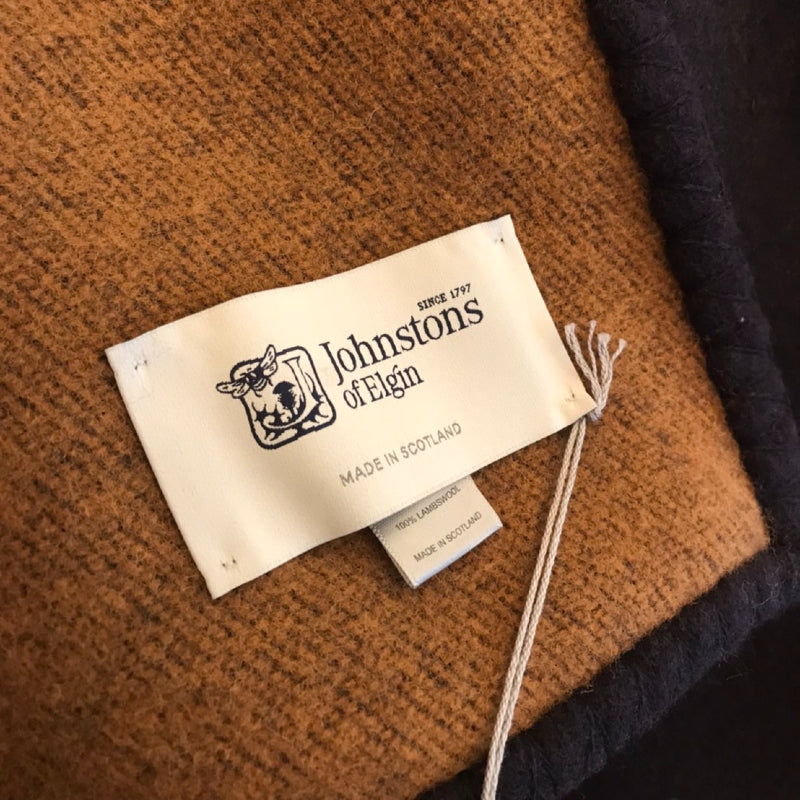 SINCE 1797
Johnstons
of Elgin
MADE IN SCOTLAND
100% LAMBSWOOL
MADE IN SCOTLAND